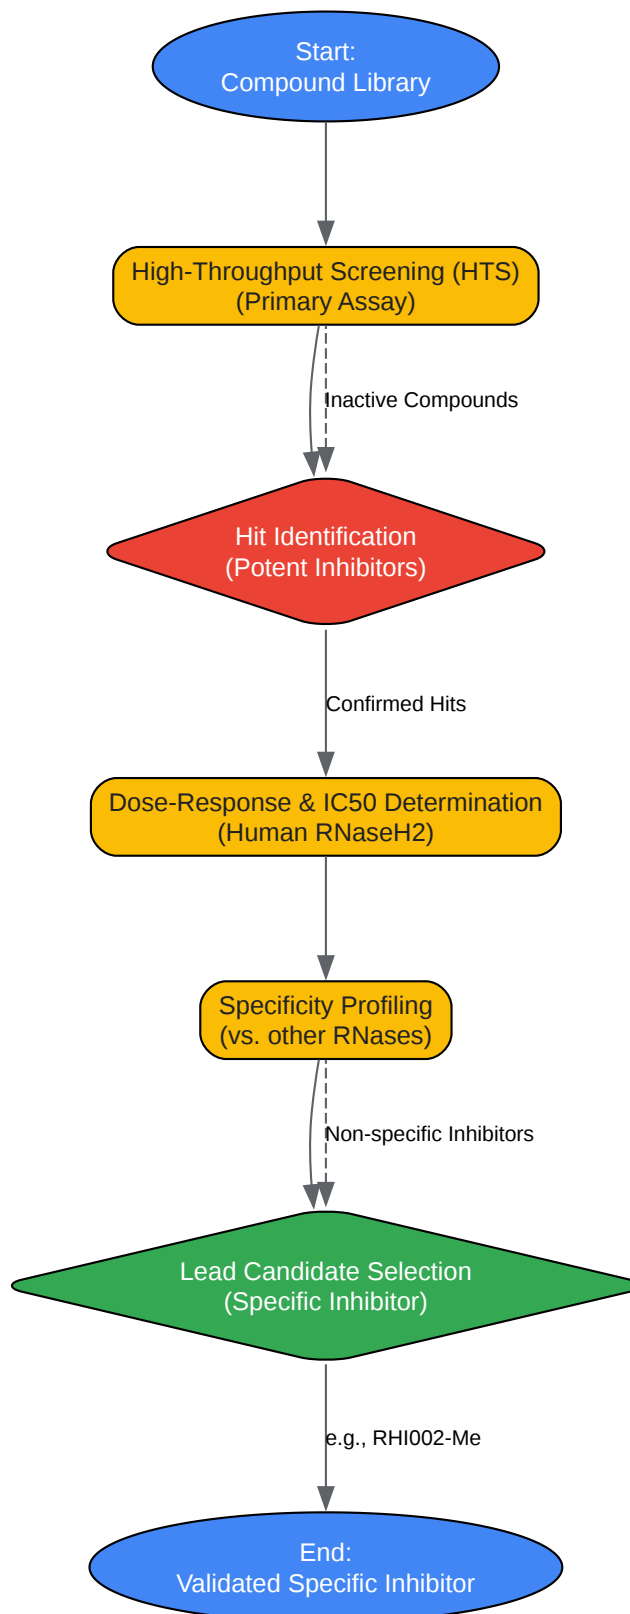 Start:
Compound Library
High-Throughput Screening (HTS)
(Primary Assay)
Inactive Compounds
Hit Identification
(Potent Inhibitors)
Confirmed Hits
Dose-Response & IC50 Determination
(Human RNaseH2)
Specificity Profiling
(vs. other RNases)
Non-specific Inhibitors
Lead Candidate Selection
(Specific Inhibitor)
e.g., RHI002-Me
End:
Validated Specific Inhibitor